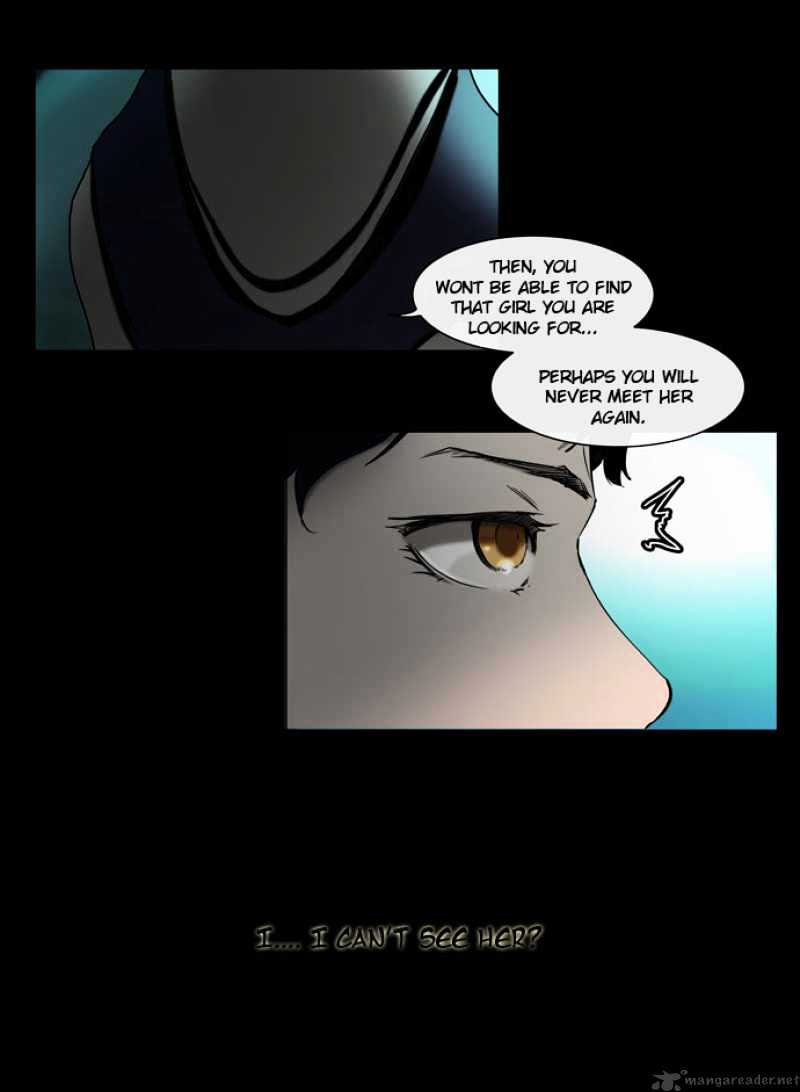 THEN, YOU
WONT BE ABLE TO FIND
THAT GIRL YOU ARE
LOOKING FOR...
PERHAPS YOU WILL
NEVER MEET HER
AGAIN.
I.... I CAN'T SEE HER?
mangareader.net